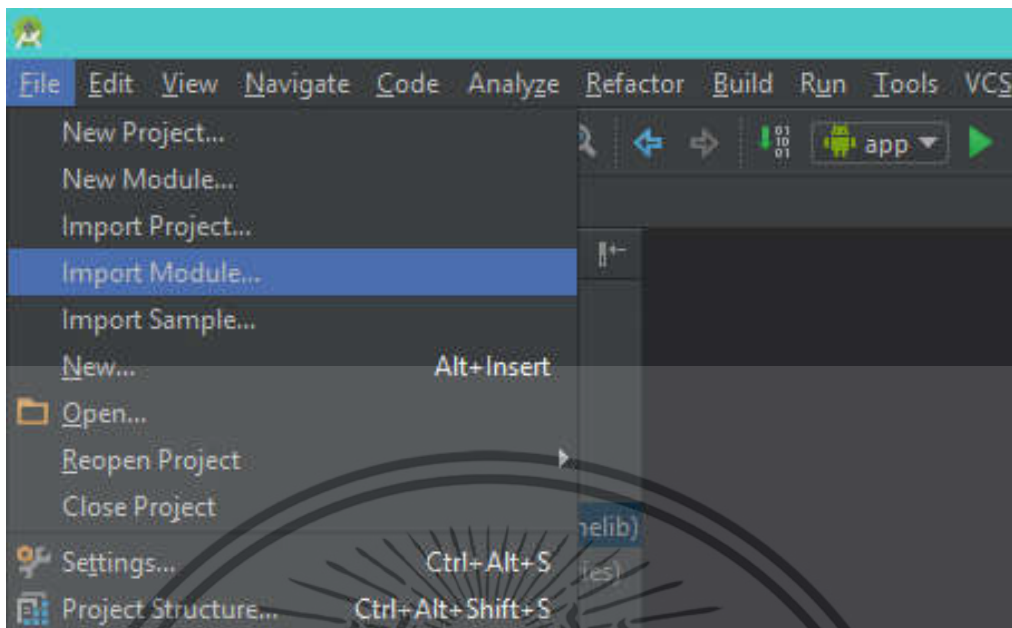 File Edit View Navigate Code Analyze Refactor Build Run Tools VCS
New Project...
app
New Module...
Import Project...
Import Module...
Import Sample...
New... Alt+Insert
Open...
Reopen Project
Close Project
nelib)
Settings... Ctrl+Alt+S
ies)
Project Structure... Ctrl+Alt+Shift+S